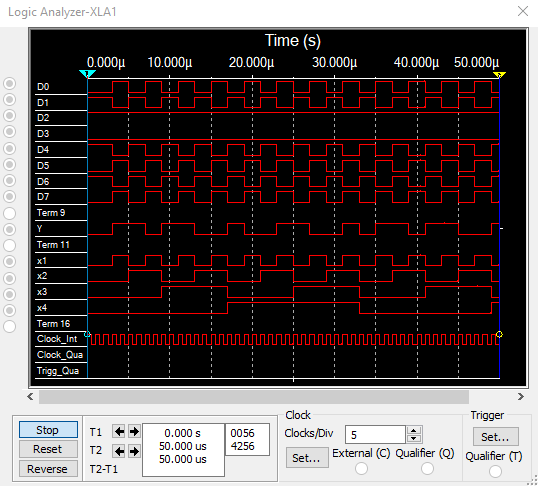 Logic Analyzer-XLA1
Time (s)
0.000μ 10.000μ 20.000μ 30.000μ 40.000μ 50.000μ
D0
D1
D2
D3
D4
D5
D6
D7
Term 9
Y
Term 11
x1
x2
x3
x4
Term 16
Clock_Int
Clock_Qua
Trigg_Qua
Stop
Reset
Reverse
T1
T2
T2-T1
0.000 s
50.000 us
50.000 us
0056
4256
Clock
Clocks/Div 5
Set...
External (C) Qualifier (Q)
Trigger
Set...
Qualifier (T)